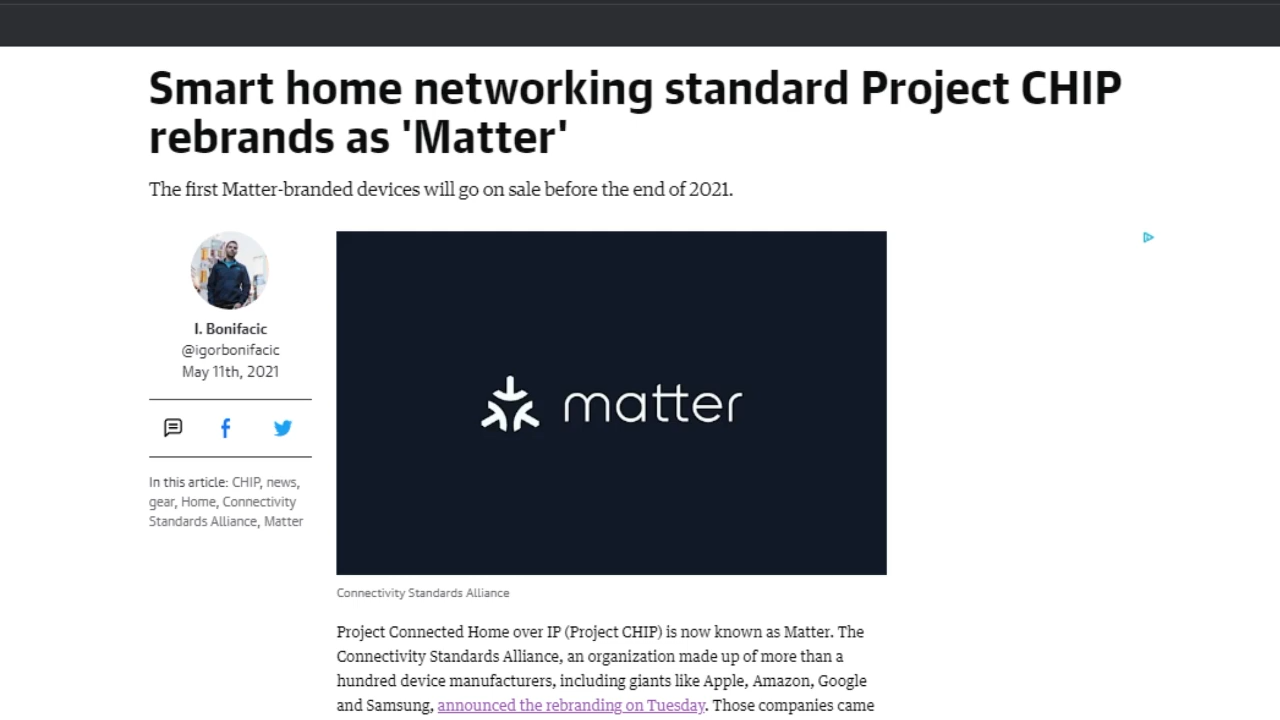 Smart home networking standard Project CHIP
rebrands as 'Matter'
The first Matter-branded devices will go on sale before the end of 2021.
I. Bonifacic
@igorbonifacic
May 11th, 2021
In this article: CHIP, news,
gear, Home, Connectivity
Standards Alliance, Matter
matter
Connectivity Standards Alliance
Project Connected Home over IP (Project CHIP) is now known as Matter. The
Connectivity Standards Alliance, an organization made up of more than a
hundred device manufacturers, including giants like Apple, Amazon, Google
and Samsung, announced the rebranding on Tuesday. Those companies came